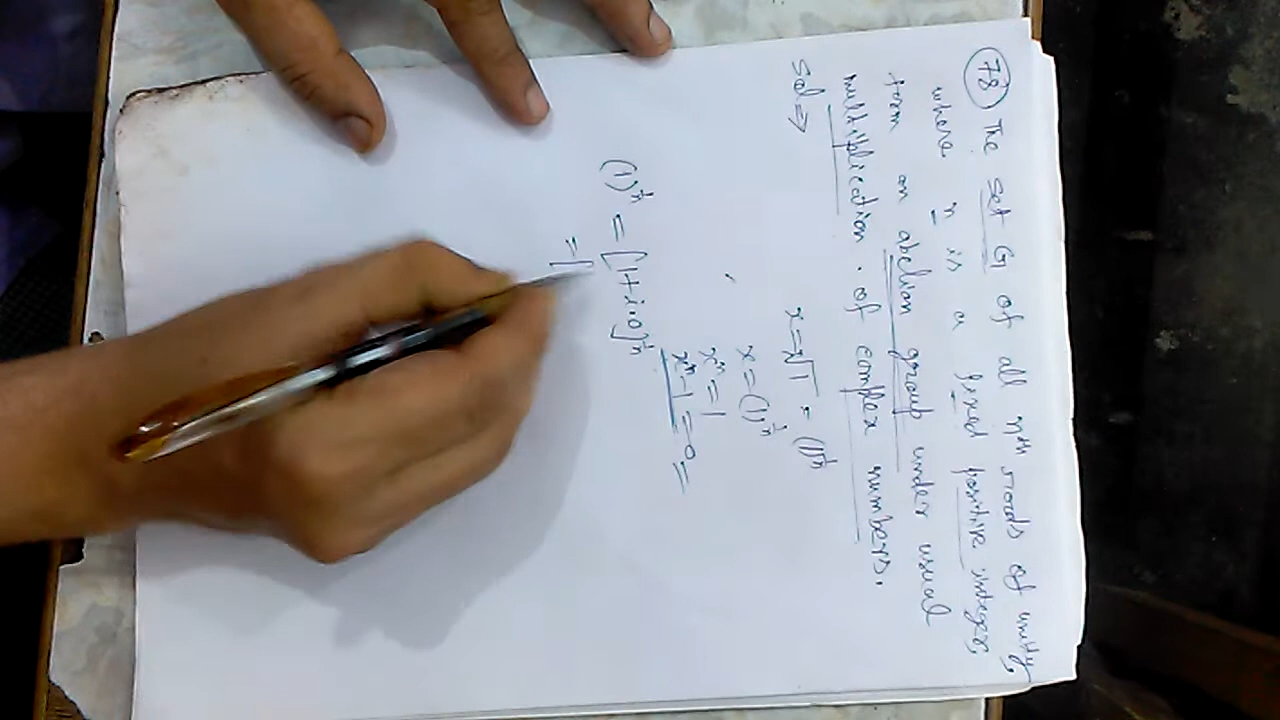 78 The set G of all nth roots of unity,
where n is a fixed positive integer,
form an abelian group under usual
multiplication of complex numbers.
Sol ⇒
x = ⁿ√1 = (1)^{1/n}
x = (1)^{1/n}
xⁿ = 1
xⁿ - 1 = 0 =
(1)^{1/n} = [1+i.0]^{1/n}
= [